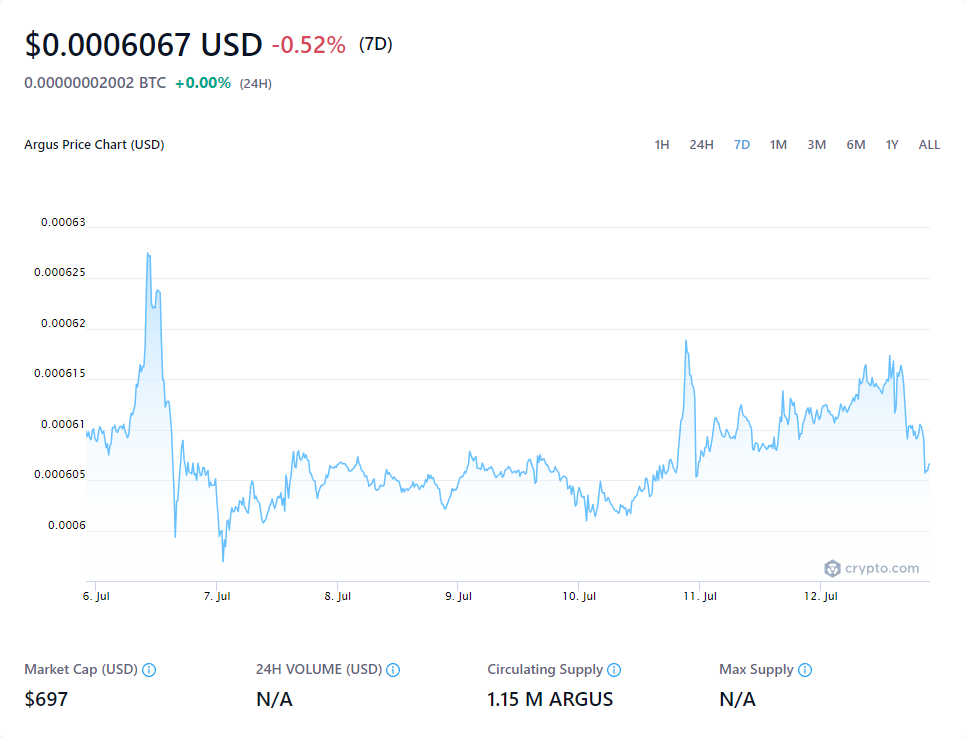 $0.0006067 USD -0.52% (7D)
0.00000002002 BTC +0.00% (24H)
Argus Price Chart (USD) 1H 24H 7D 1M 3M 6M 1Y ALL
0.00063
0.000625
0.00062
0.000615
0.00061
0.000605
0.0006
crypto.com
6. Jul 7. Jul 8. Jul 9. Jul 10. Jul 11. Jul 12. Jul
Market Cap (USD) 24H VOLUME (USD) Circulating Supply Max Supply
$697 N/A 1.15 M ARGUS N/A